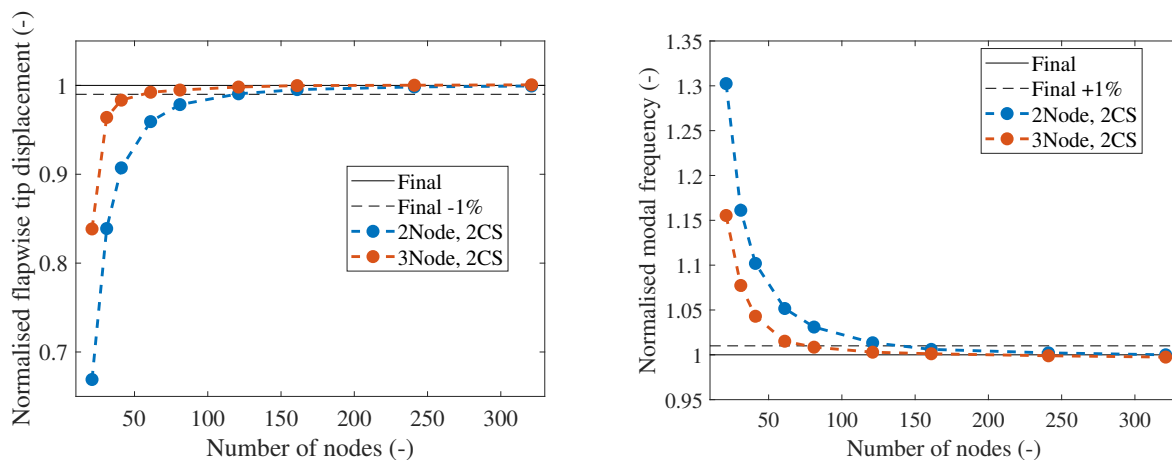 Normalised flapwise tip displacement (-)
1
0.9
0.8
0.7
50
100
150
200
250
300
Number of nodes (-)
Final
Final -1%
2Node, 2CS
3Node, 2CS
Normalised modal frequency (-)
1.35
1.3
1.25
1.2
1.15
1.1
1.05
1
0.95
50
100
150
200
250
300
Number of nodes (-)
Final
Final +1%
2Node, 2CS
3Node, 2CS